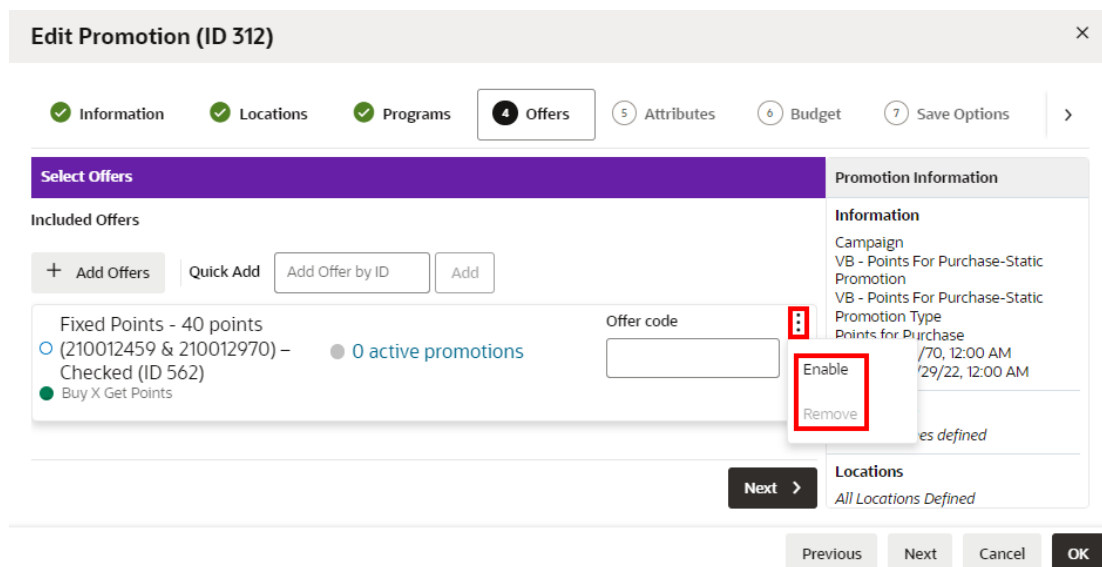 Edit Promotion (ID 312)
Information
Locations
Programs
4 Offers
5 Attributes
6 Budget
7 Save Options
Select Offers
Included Offers
+ Add Offers
Quick Add
Add Offer by ID
Add
Fixed Points - 40 points
(210012459 & 210012970) –
Checked (ID 562)
Buy X Get Points
0 active promotions
Offer code
Enable
Remove
Next
Promotion Information
Information
Campaign
VB - Points For Purchase-Static
Promotion
VB - Points For Purchase-Static
Promotion Type
Points for Purchase
/70, 12:00 AM
/29/22, 12:00 AM
defined
Locations
All Locations Defined
Previous
Next
Cancel
OK